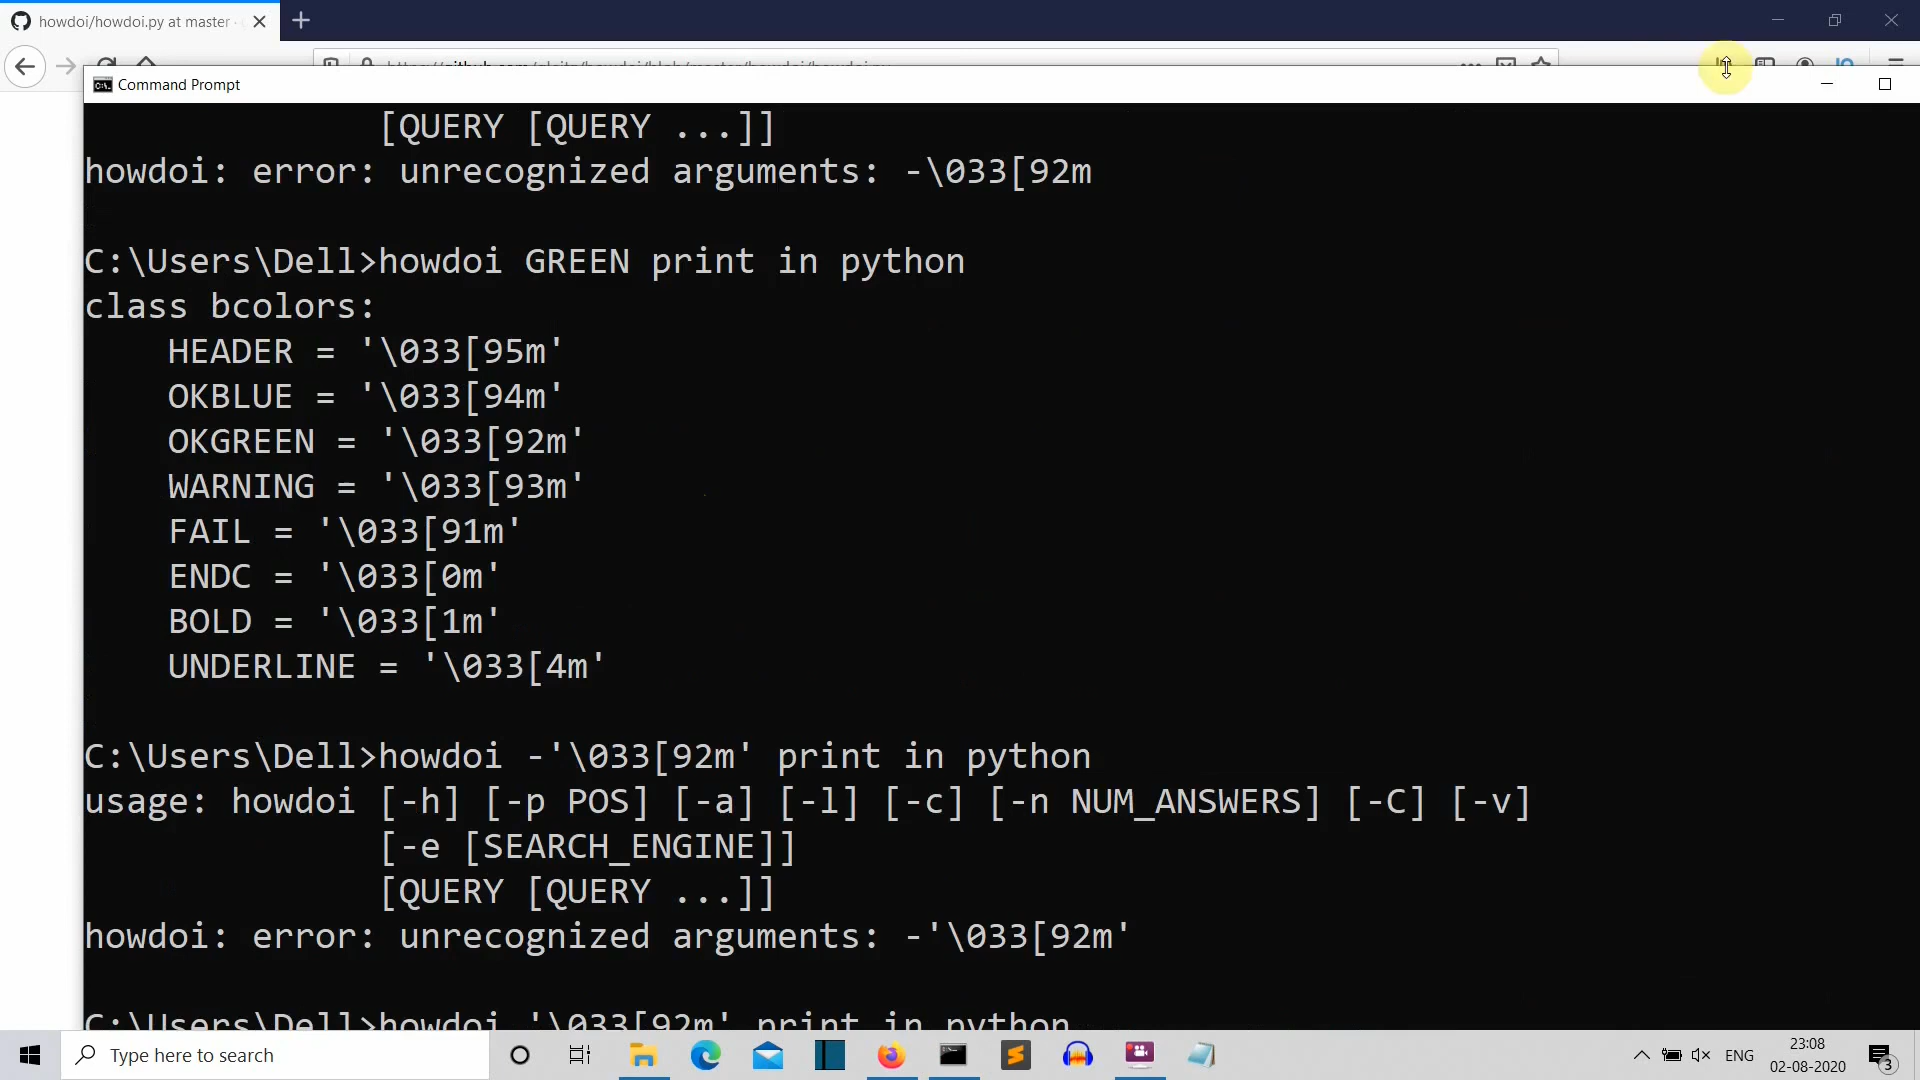 howdoi/howdoi.py at master
Command Prompt
[QUERY [QUERY ...]]
howdoi: error: unrecognized arguments: -\033[92m
C:\Users\Dell>howdoi GREEN print in python
class bcolors:
    HEADER = '\033[95m'
    OKBLUE = '\033[94m'
    OKGREEN = '\033[92m'
    WARNING = '\033[93m'
    FAIL = '\033[91m'
    ENDC = '\033[0m'
    BOLD = '\033[1m'
    UNDERLINE = '\033[4m'
C:\Users\Dell>howdoi -'\033[92m' print in python
usage: howdoi [-h] [-p POS] [-a] [-l] [-c] [-n NUM_ANSWERS] [-C] [-v]
[-e [SEARCH_ENGINE]]
[QUERY [QUERY ...]]
howdoi: error: unrecognized arguments: -'\033[92m'
C:\Users\Dell>howdoi '\033[92m' print in python
Type here to search
ENG
23:08
02-08-2020
3